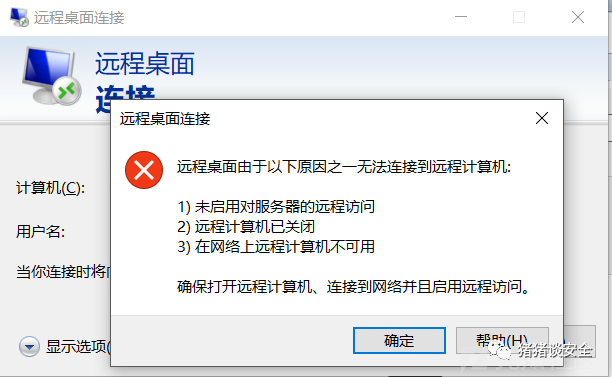 远程桌面连接
远程桌面
连接
远程桌面连接
远程桌面由于以下原因之一无法连接到远程计算机:
1) 未启用对服务器的远程访问
2) 远程计算机已关闭
3) 在网络上远程计算机不可用
确保打开远程计算机、连接到网络并且启用远程访问。
确定
帮助(H)
计算机(C):
用户名:
当你连接时将
显示选项(
猪猪谈安全